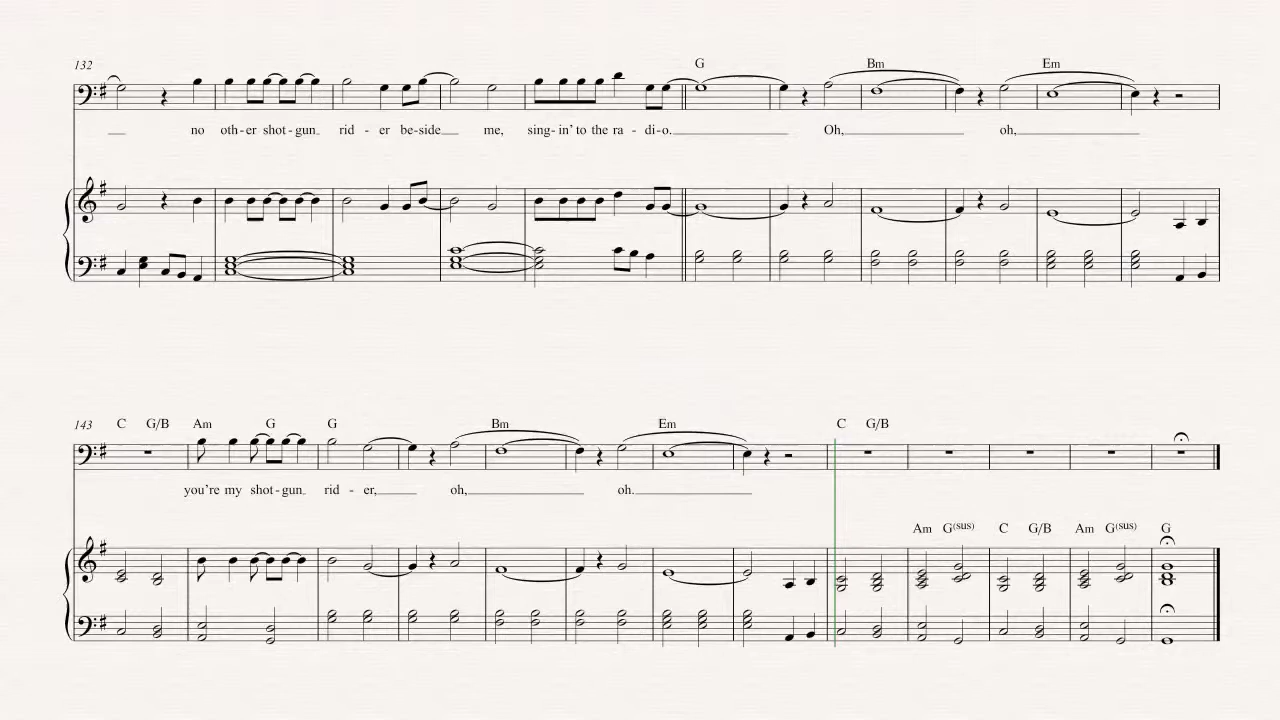 132
G Bm Em
no oth-er shot-gun rid - er be-side me, sing-in' to the ra - di-o. Oh, oh,
143
C G/B Am G G Bm Em C G/B
you're my shot-gun rid - er, oh, oh.
Am G(sus) C G/B Am G(sus) G